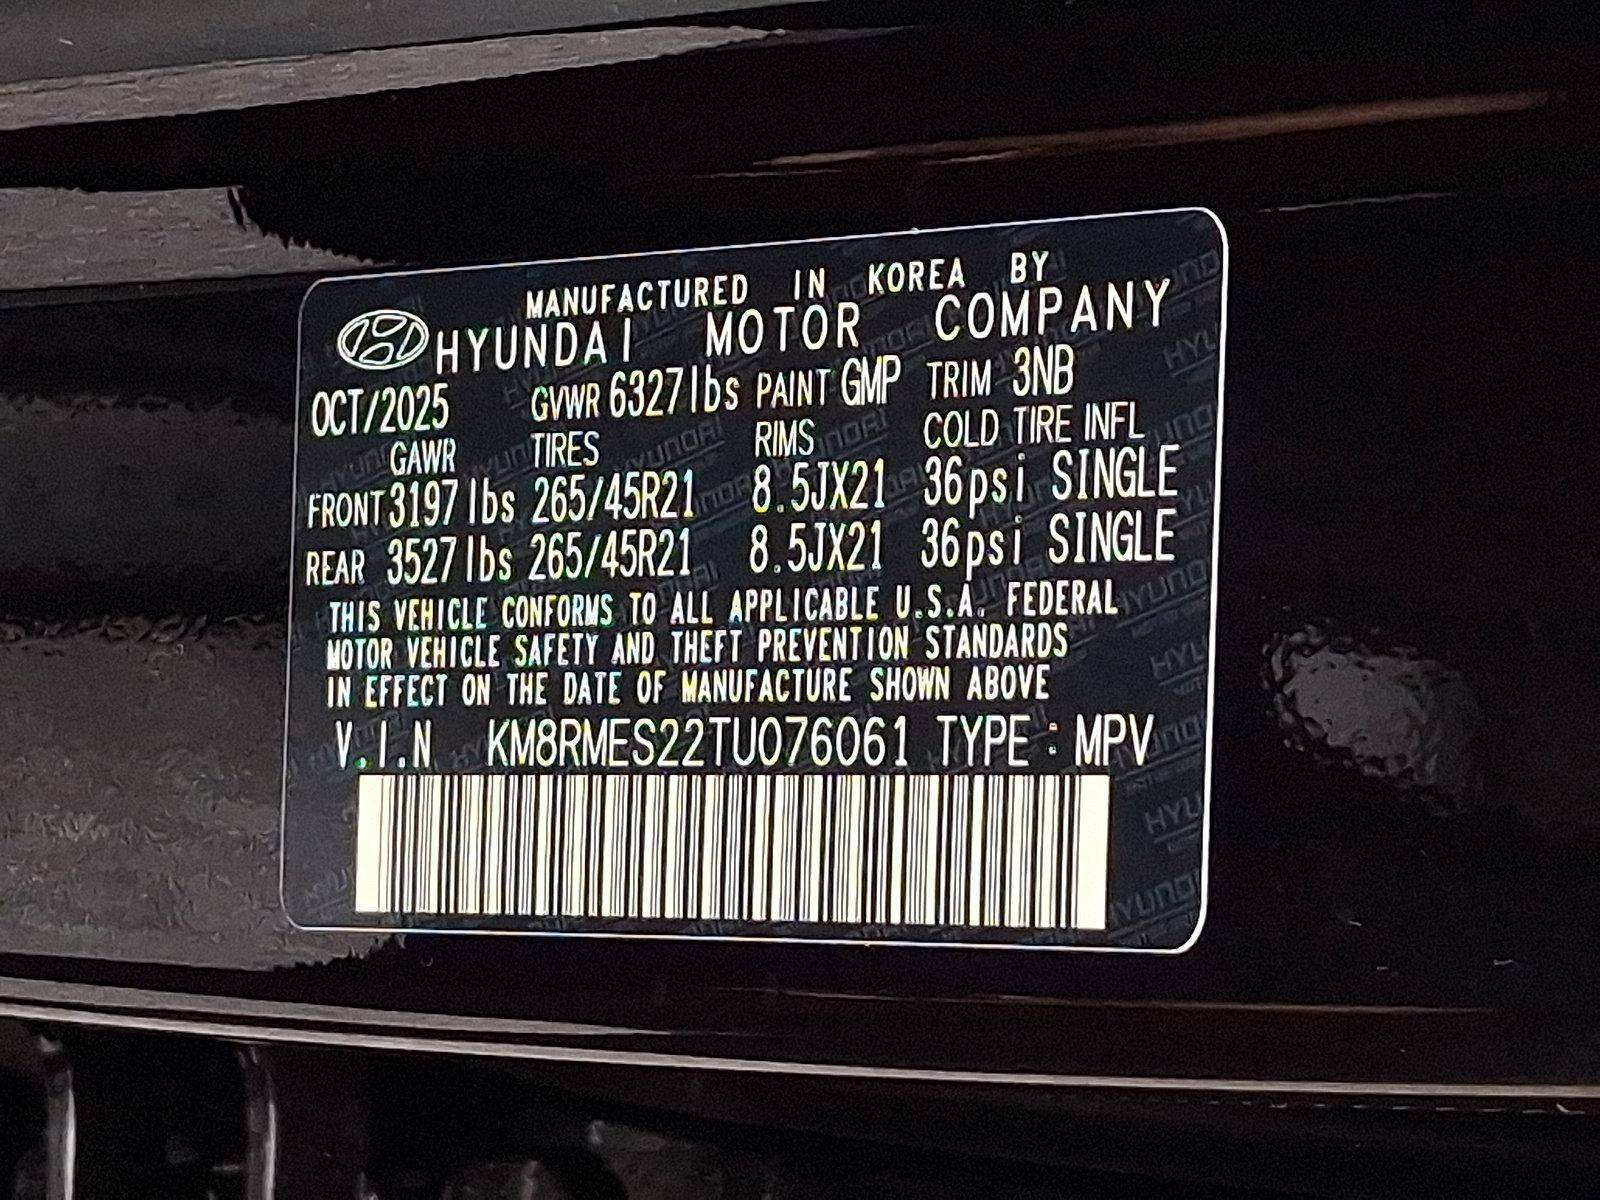 MANUFACTURED IN KOREA BY
HYUNDAI MOTOR COMPANY
OCT/2025 GVWR 6327lbs PAINT GMP TRIM 3NB
GAWR TIRES RIMS COLD TIRE INFL
FRONT 3197lbs 265/45R21 8.5JX21 36psi SINGLE
REAR 3527lbs 265/45R21 8.5JX21 36psi SINGLE
THIS VEHICLE CONFORMS TO ALL APPLICABLE U.S.A. FEDERAL
MOTOR VEHICLE SAFETY AND THEFT PREVENTION STANDARDS
IN EFFECT ON THE DATE OF MANUFACTURE SHOWN ABOVE
V.I.N KM8RMES22TU076061 TYPE : MPV